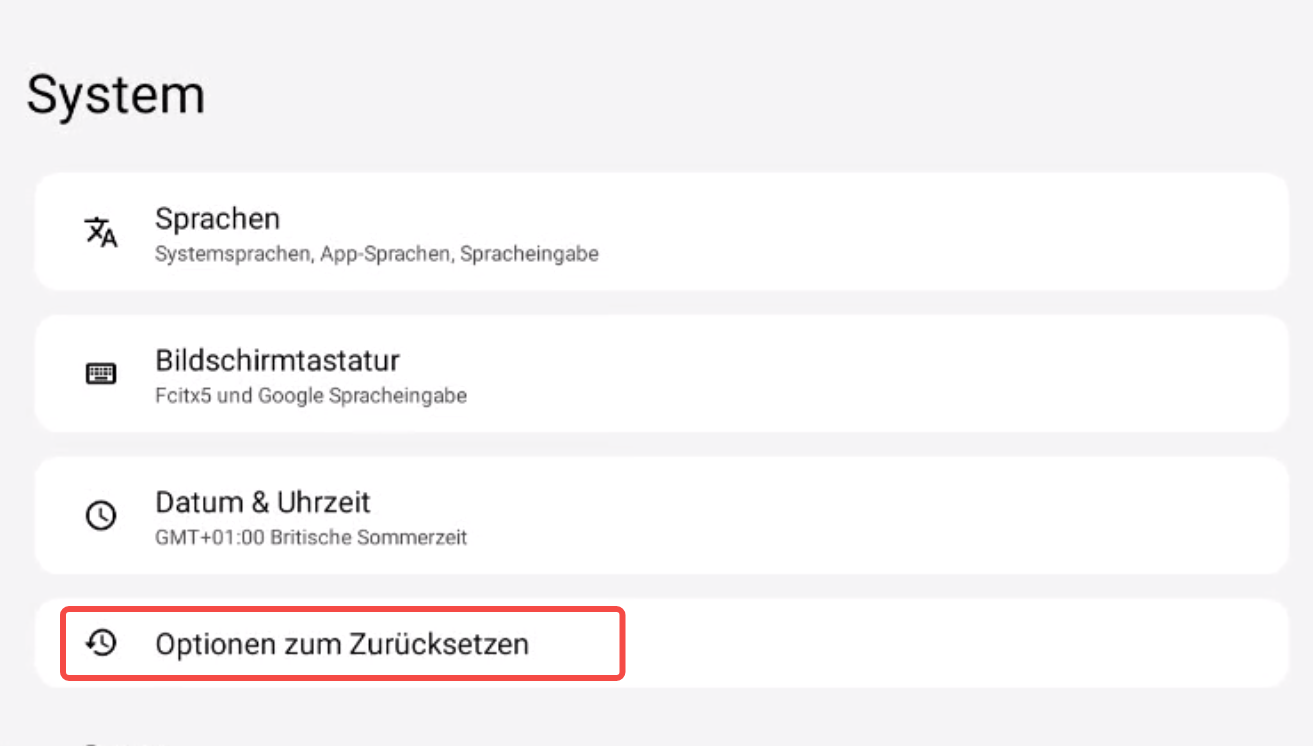 System
Sprachen
Systemsprachen, App-Sprachen, Spracheingabe
Bildschirmtastatur
Fcitx5 und Google Spracheingabe
Datum & Uhrzeit
GMT+01:00 Britische Sommerzeit
Optionen zum Zurücksetzen